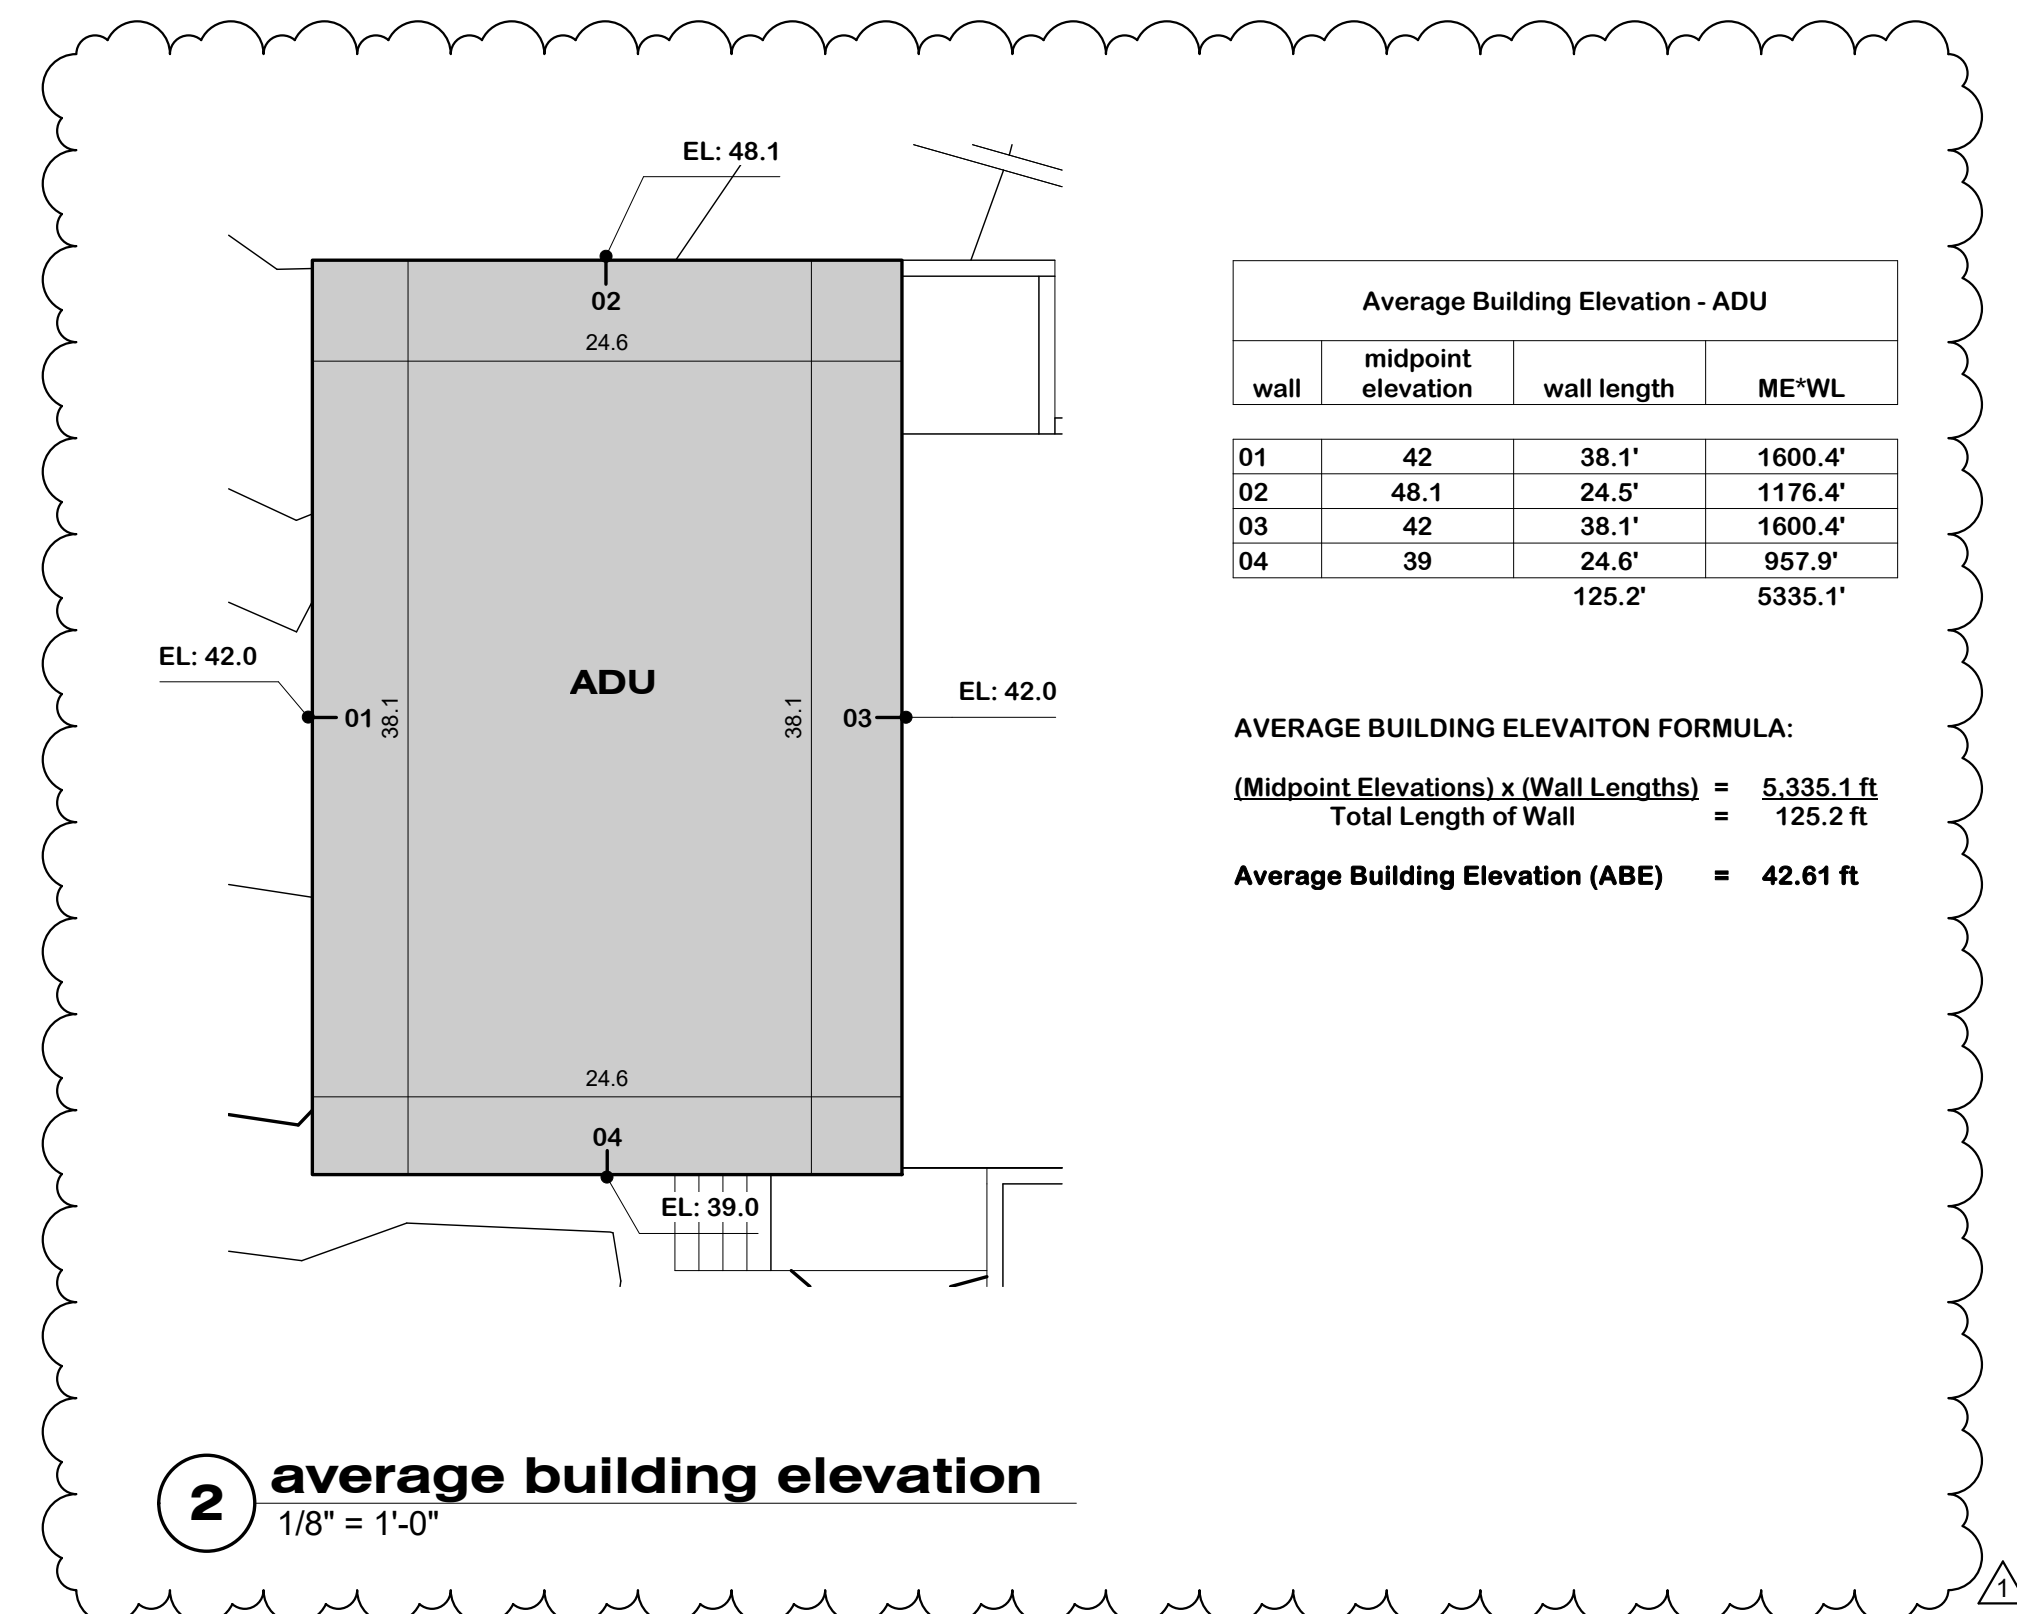 EL: 48.1
02
24.6
EL: 42.0
01
38.1
ADU
38.1
03
EL: 42.0
24.6
04
EL: 39.0
Average Building Elevation - ADU
wall midpoint elevation wall length ME*WL
01 42 38.1' 1600.4'
02 48.1 24.5' 1176.4'
03 42 38.1' 1600.4'
04 39 24.6' 957.9'
125.2' 5335.1'
AVERAGE BUILDING ELEVAITON FORMULA:
(Midpoint Elevations) x (Wall Lengths) = 5,335.1 ft
Total Length of Wall = 125.2 ft
Average Building Elevation (ABE) = 42.61 ft
2 average building elevation
1/8" = 1'-0"
1